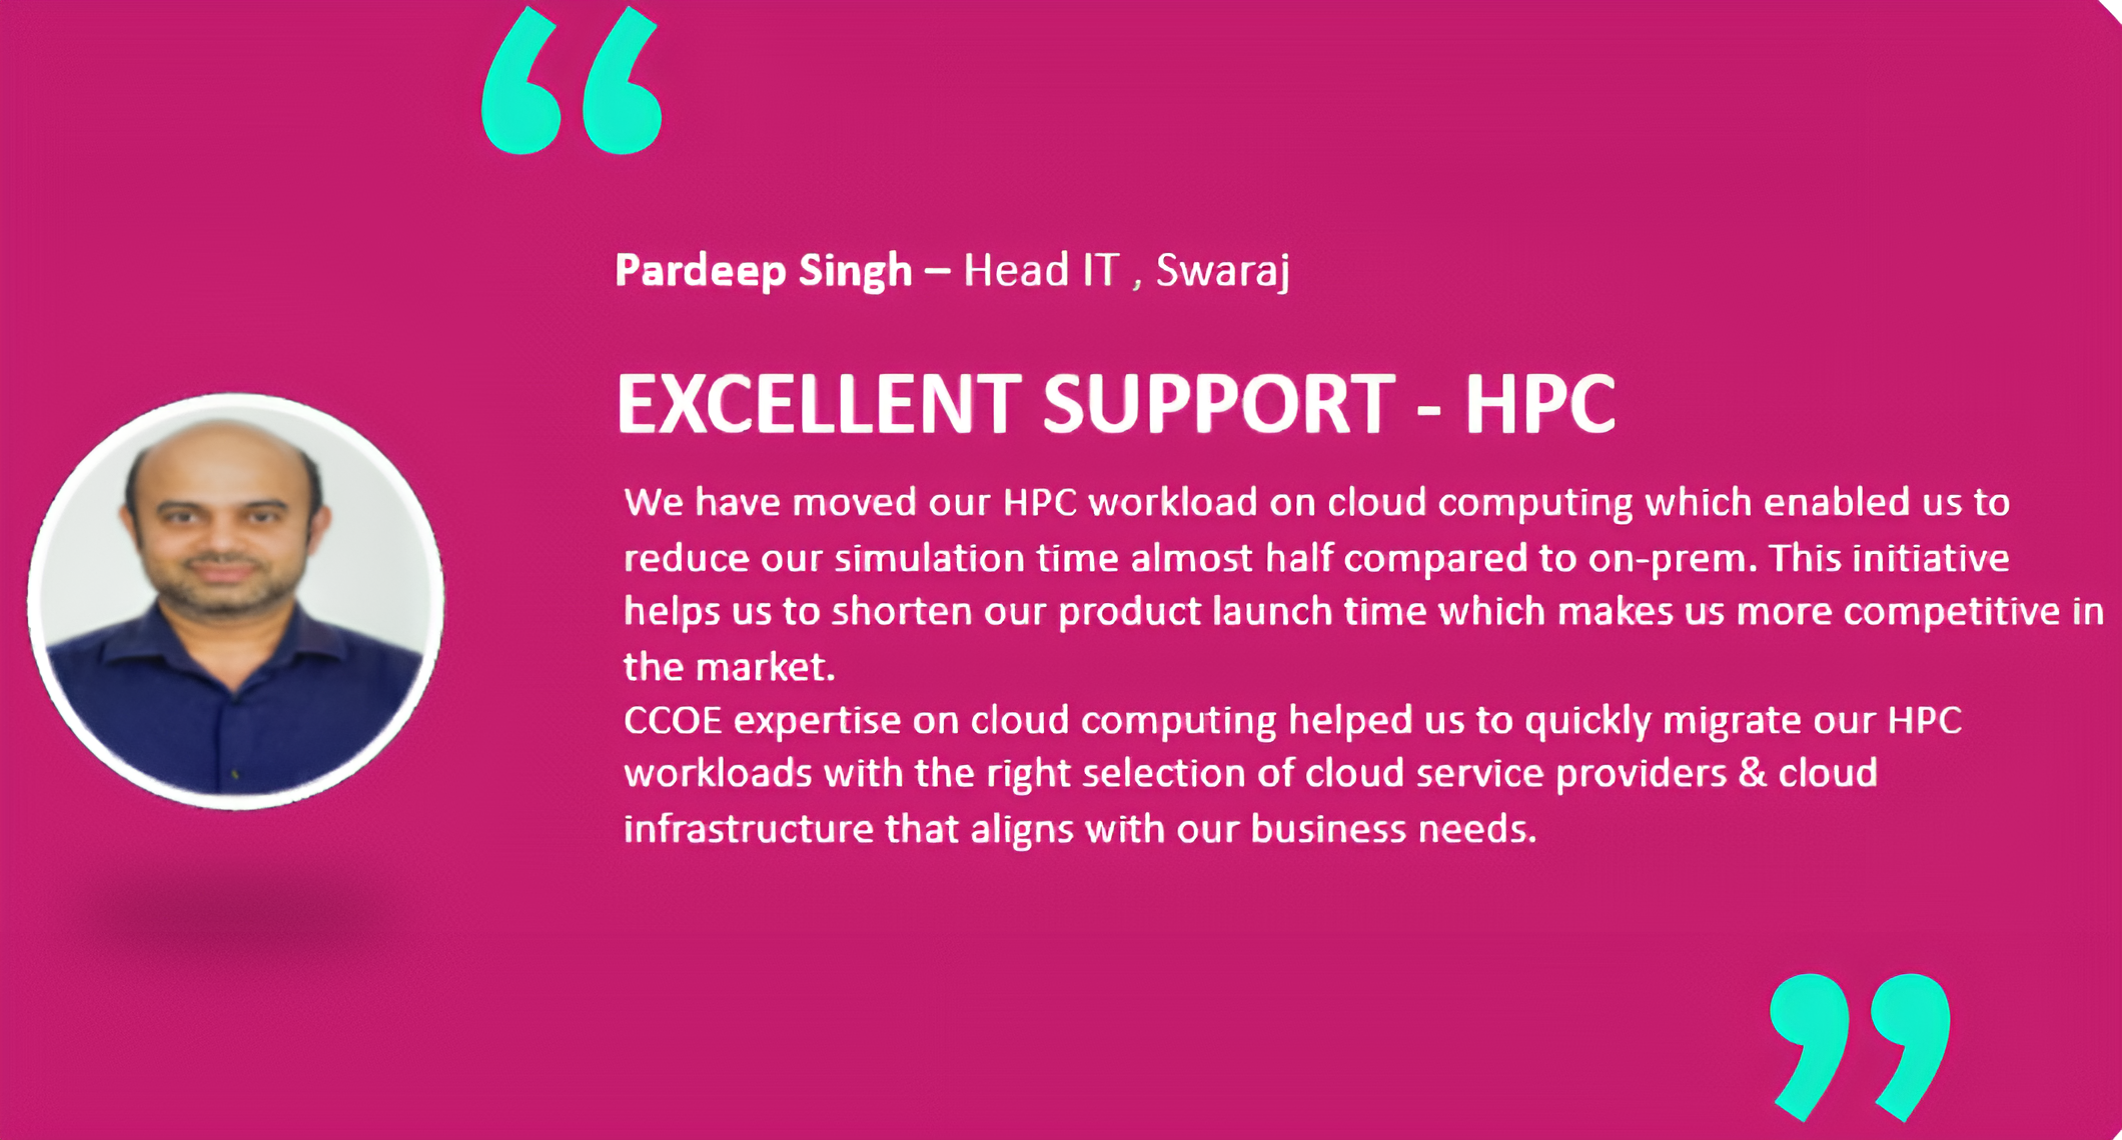 Pardeep Singh – Head IT , Swaraj
EXCELLENT SUPPORT - HPC
We have moved our HPC workload on cloud computing which enabled us to
reduce our simulation time almost half compared to on-prem. This initiative
helps us to shorten our product launch time which makes us more competitive in
the market.
CCOE expertise on cloud computing helped us to quickly migrate our HPC
workloads with the right selection of cloud service providers & cloud
infrastructure that aligns with our business needs.